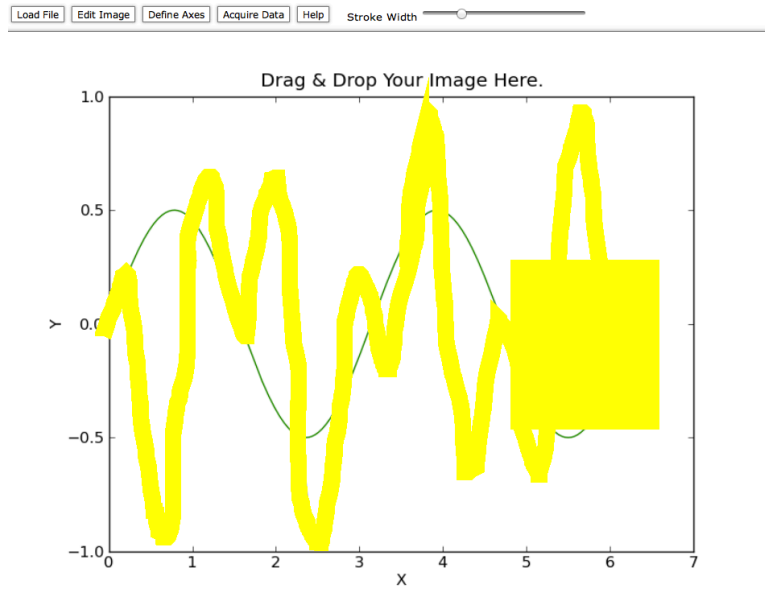 Load File Edit Image Define Axes Acquire Data Help Stroke Width
Drag & Drop Your Image Here.
1.0
0.5
0.0
−0.5
−1.0
Y
0 1 2 3 4 5 6 7
X